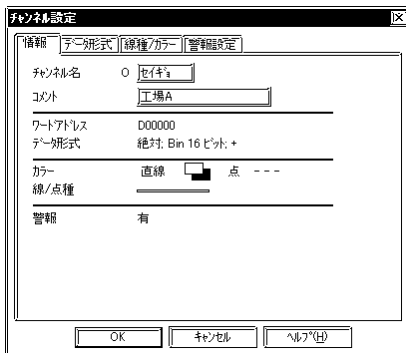 チャンネル設定
情報 データ形式 線種/カラー 警報設定
チャンネル名 0 セイギョ
コメント 工場A
ワードアドレス D00000
データ形式 絶対; Bin 16 ビット; +
カラー 直線 点 - - -
線/点種
警報 有
OK キャンセル ヘルプ(H)